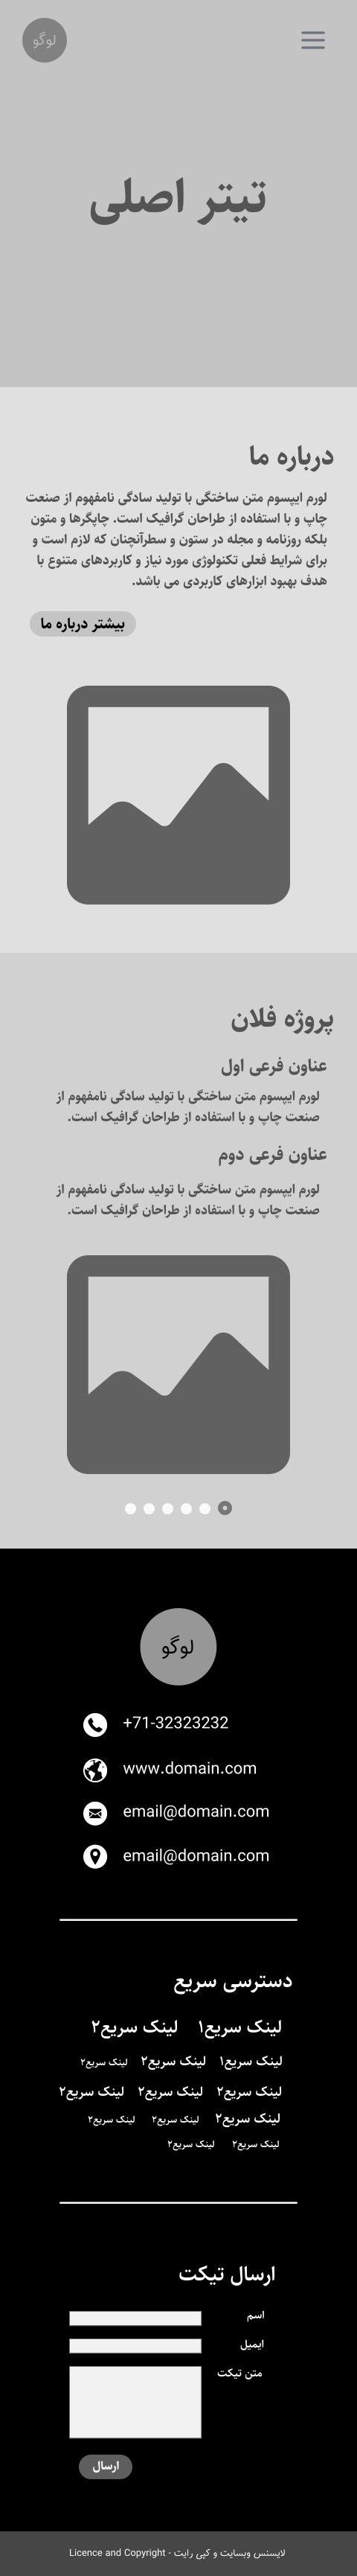 لوگو
تیتر اصلی
درباره ما
لورم ایپسوم متن ساختگی با تولید سادگی نامفهوم از صنعت
چاپ و با استفاده از طراحان گرافیک است. چاپگرها و متون
بلکه روزنامه و مجله در ستون و سطرآنچنان که لازم است و
برای شرایط فعلی تکنولوژی مورد نیاز و کاربردهای متنوع با
هدف بهبود ابزارهای کاربردی می باشد.
بیشتر درباره ما
پروژه فلان
عناون فرعی اول
لورم ایپسوم متن ساختگی با تولید سادگی نامفهوم از
صنعت چاپ و با استفاده از طراحان گرافیک است.
عناون فرعی دوم
لورم ایپسوم متن ساختگی با تولید سادگی نامفهوم از
صنعت چاپ و با استفاده از طراحان گرافیک است.
لوگو
+71-32323232
www.domain.com
email@domain.com
email@domain.com
دسترسی سریع
لینک سریع۱ لینک سریع۲
لینک سریع۱ لینک سریع۲ لینک سریع۲
لینک سریع۲ لینک سریع۲ لینک سریع۲
لینک سریع۲ لینک سریع۲ لینک سریع۲
لینک سریع۲ لینک سریع۲
ارسال تیکت
اسم
ایمیل
متن تیکت
ارسال
لایسنس وبسایت و کپی رایت - Licence and Copyright